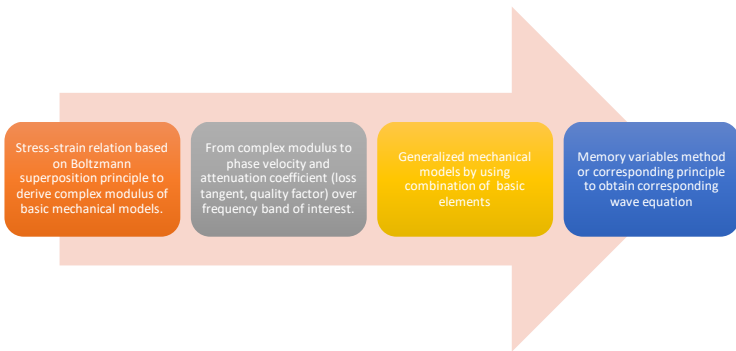 Stress-strain relation based
on Boltzmann
superposition principle to
derive complex modulus of
basic mechanical models.
From complex modulus to
phase velocity and
attenuation coefficient (loss
tangent, quality factor) over
frequency band of interest.
Generalized mechanical
models by using
combination of basic
elements
Memory variables method
or corresponding principle
to obtain corresponding
wave equation